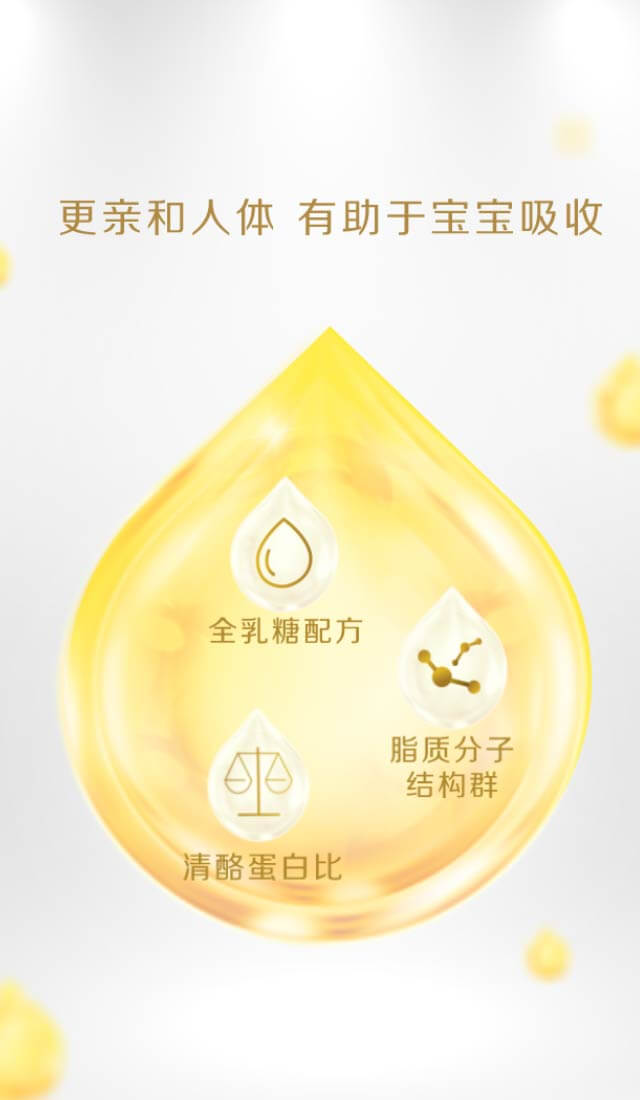 更亲和人体 有助于宝宝吸收
全乳糖配方
脂质分子
结构群
清酪蛋白比